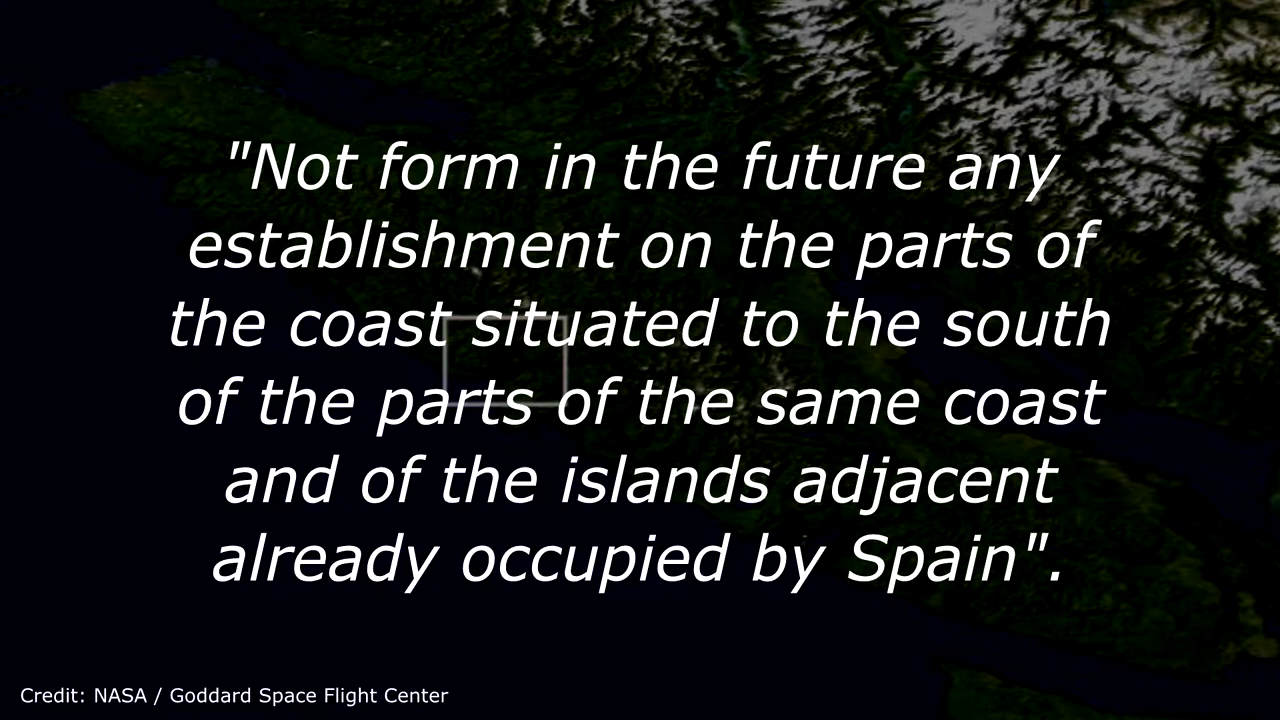 "Not form in the future any
establishment on the parts of
the coast situated to the south
of the parts of the same coast
and of the islands adjacent
already occupied by Spain".
Credit: NASA / Goddard Space Flight Center